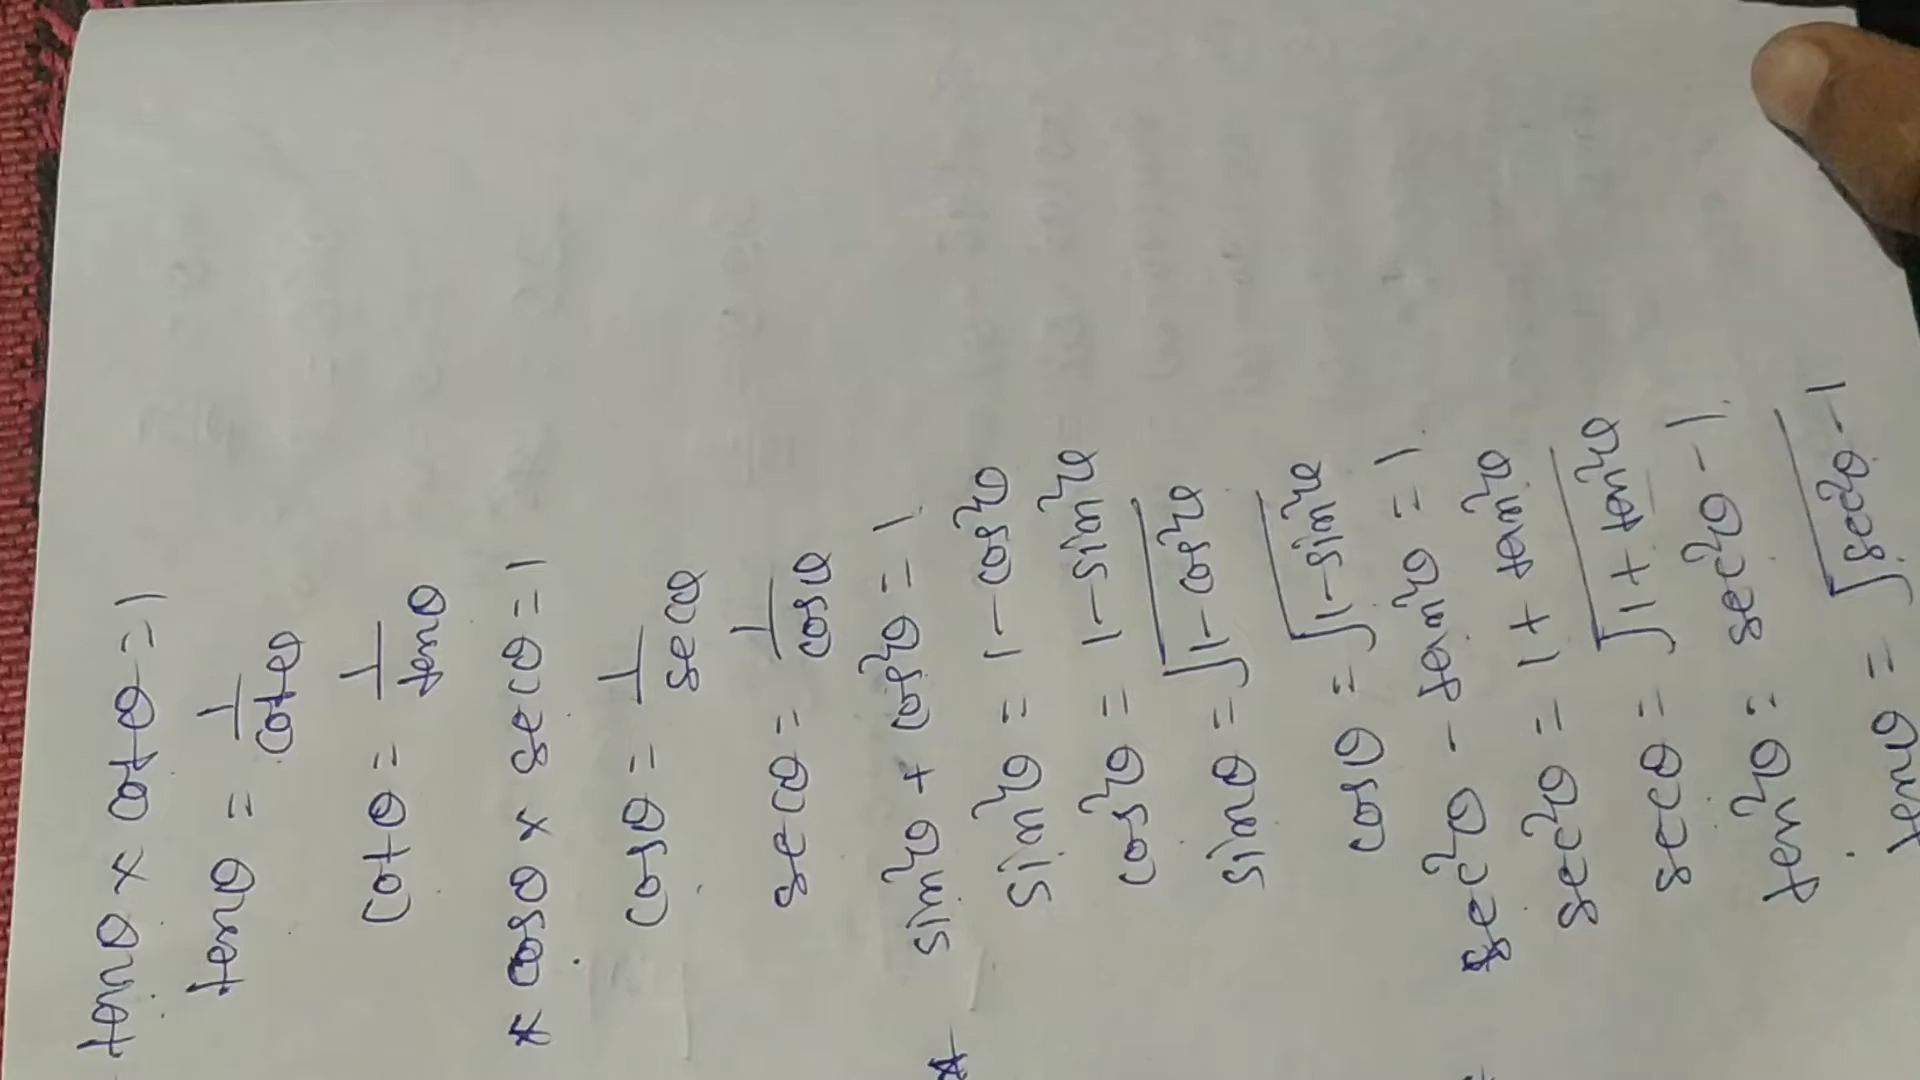 tanθ × cotθ = 1
tanθ = 1/cotθ
cotθ = 1/tanθ
* cosθ × secθ = 1
cosθ = 1/secθ
secθ = 1/cosθ
* sin²θ + cos²θ = 1
sin²θ = 1 - cos²θ
cos²θ = 1 - sin²θ
sinθ = √(1 - cos²θ)
cosθ = √(1 - sin²θ)
* sec²θ - tan²θ = 1
sec²θ = 1 + tan²θ
secθ = √(1 + tan²θ)
tan²θ = sec²θ - 1
tanθ = √(sec²θ - 1)